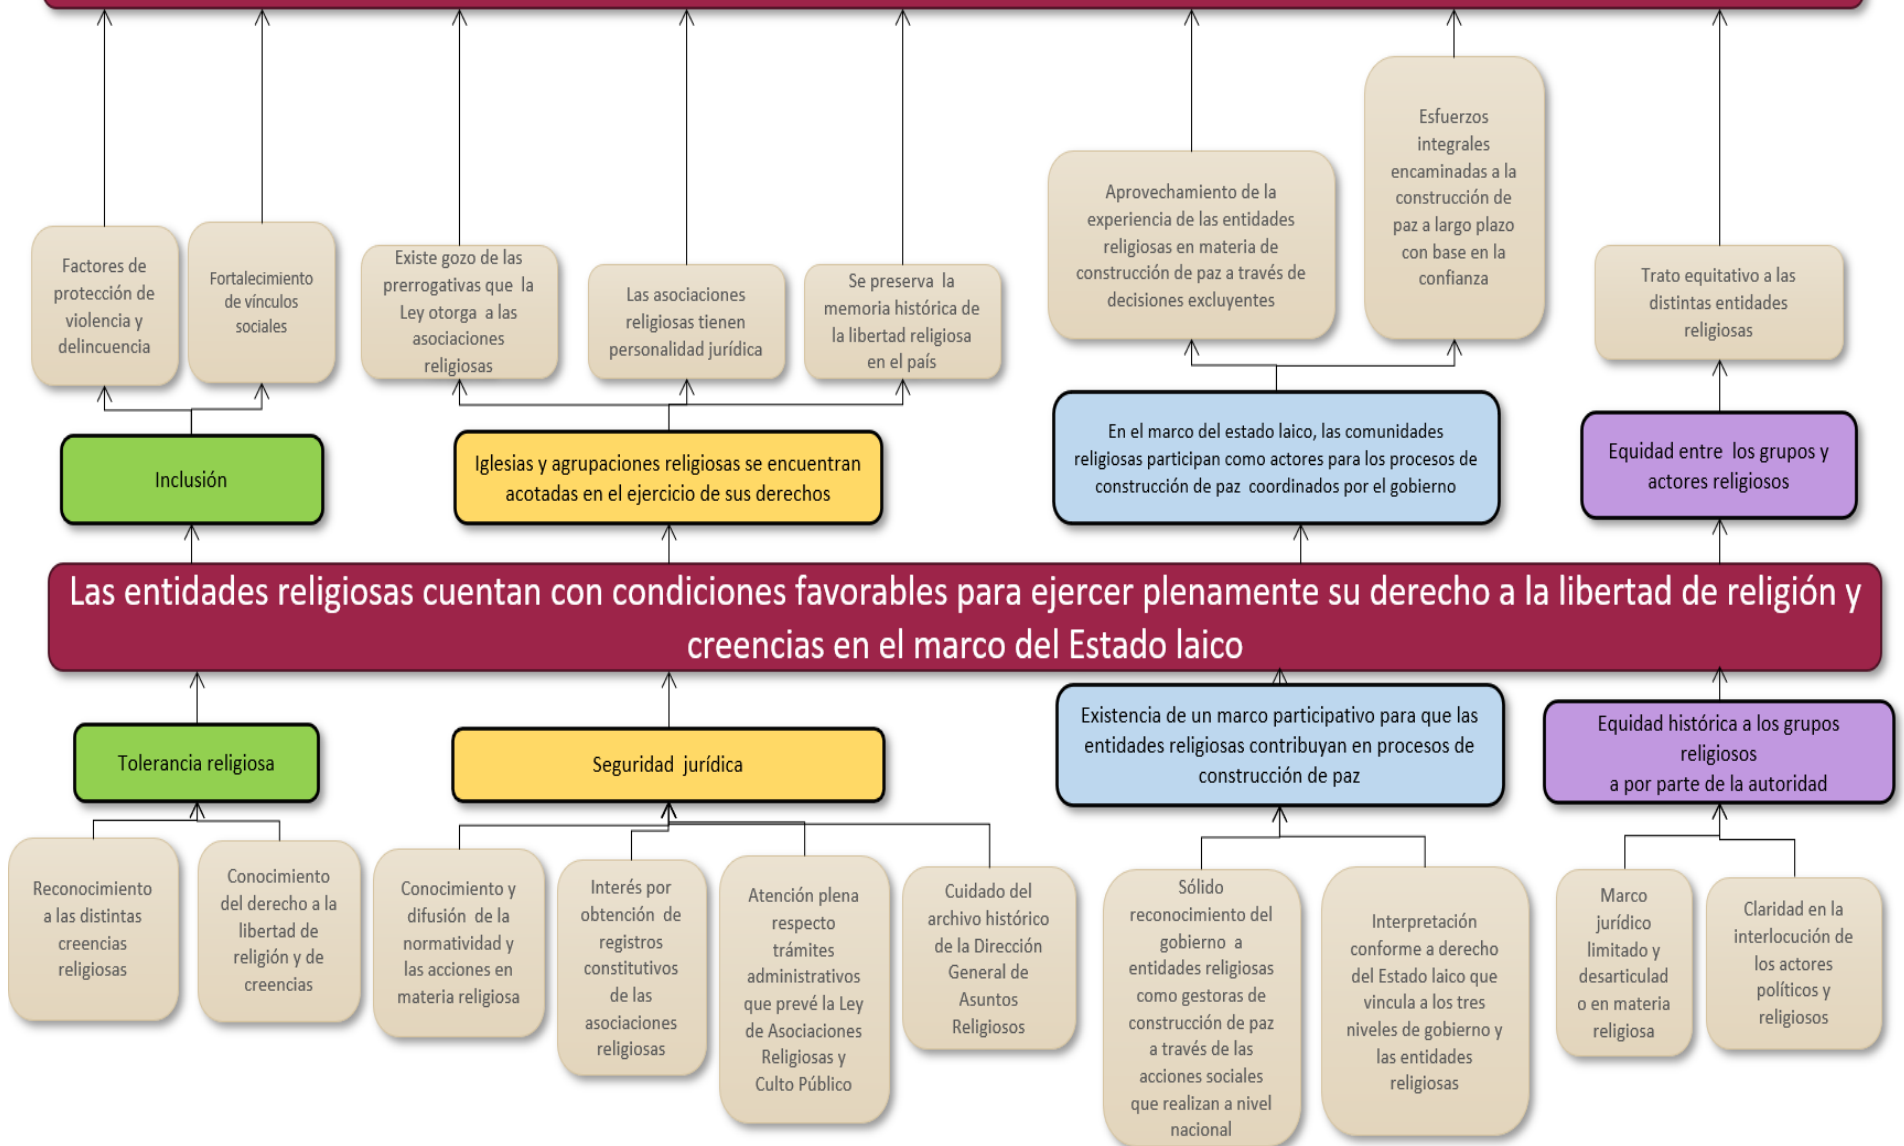 Factores de
protección de
violencia y
delincuencia
Fortalecimiento
de vínculos
sociales
Existe gozo de las
prerrogativas que la
Ley otorga a las
asociaciones
religiosas
Las asociaciones
religiosas tienen
personalidad jurídica
Se preserva la
memoria histórica de
la libertad religiosa
en el país
Aprovechamiento de la
experiencia de las entidades
religiosas en materia de
construcción de paz a través de
decisiones excluyentes
Esfuerzos
integrales
encaminadas a la
construcción de
paz a largo plazo
con base en la
confianza
Trato equitativo a las
distintas entidades
religiosas
Inclusión
Iglesias y agrupaciones religiosas se encuentran
acotadas en el ejercicio de sus derechos
En el marco del estado laico, las comunidades
religiosas participan como actores para los procesos de
construcción de paz coordinados por el gobierno
Equidad entre los grupos y
actores religiosos
Las entidades religiosas cuentan con condiciones favorables para ejercer plenamente su derecho a la libertad de religión y
creencias en el marco del Estado laico
Tolerancia religiosa
Seguridad jurídica
Existencia de un marco participativo para que las
entidades religiosas contribuyan en procesos de
construcción de paz
Equidad histórica a los grupos
religiosos
a por parte de la autoridad
Reconocimiento
a las distintas
creencias
religiosas
Conocimiento
del derecho a la
libertad de
religión y de
creencias
Conocimiento y
difusión de la
normatividad y
las acciones en
materia religiosa
Interés por
obtención de
registros
constitutivos
de las
asociaciones
religiosas
Atención plena
respecto
trámites
administrativos
que prevé la Ley
de Asociaciones
Religiosas y
Culto Público
Cuidado del
archivo histórico
de la Dirección
General de
Asuntos
Religiosos
Sólido
reconocimiento del
gobierno a
entidades religiosas
como gestoras de
construcción de paz
a través de las
acciones sociales
que realizan a nivel
nacional
Interpretación
conforme a derecho
del Estado laico que
vincula a los tres
niveles de gobierno y
las entidades
religiosas
Marco
jurídico
limitado y
desarticulad
o en materia
religiosa
Claridad en la
interlocución de
los actores
políticos y
religiosos